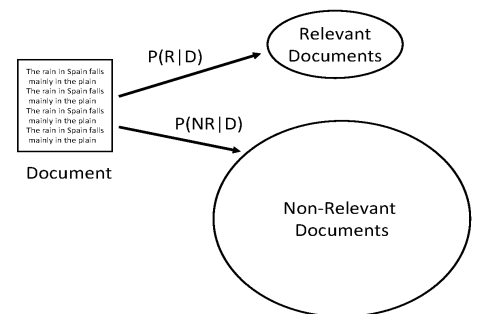 Relevant
Documents
P(R|D)
The rain in Spain falls
mainly in the plain
The rain in Spain falls
mainly in the plain
The rain in Spain falls
mainly in the plain
The rain in Spain falls
mainly in the plain
P(NR|D)
Document
Non-Relevant
Documents